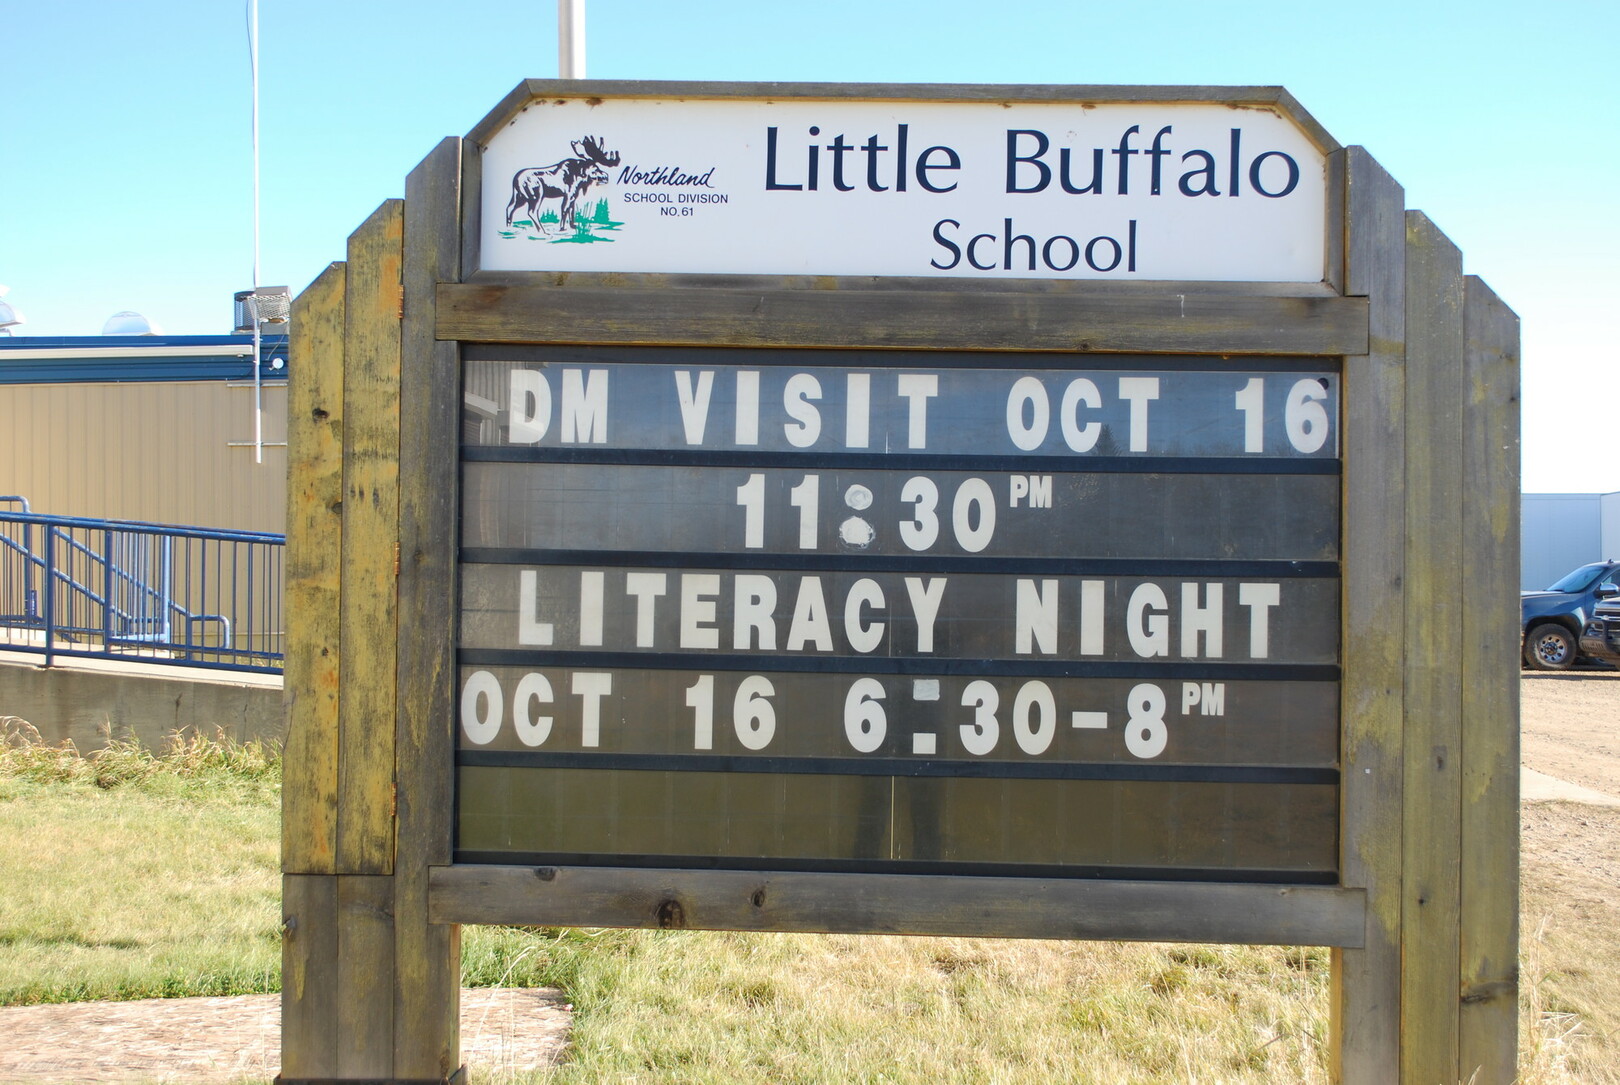 Northland
SCHOOL DIVISION
NO. 61
Little Buffalo
School
DM VISIT OCT 16
11:30 PM
LITERACY NIGHT
OCT 16 6:30-8 PM